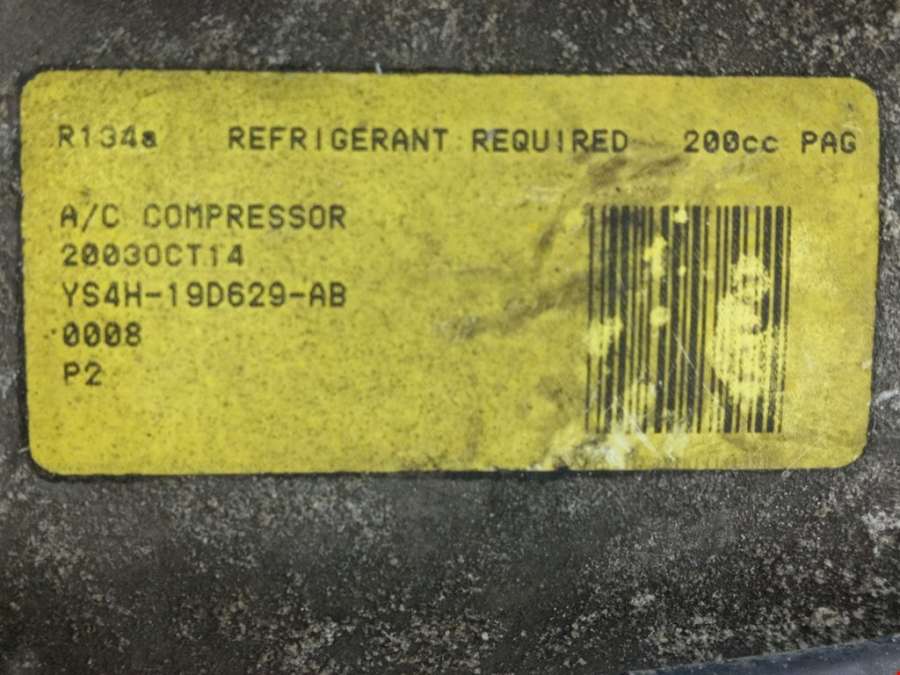 R134a REFRIGERANT REQUIRED 200cc PAG
A/C COMPRESSOR
2003OCT14
YS4H-19D629-AB
0008
P2